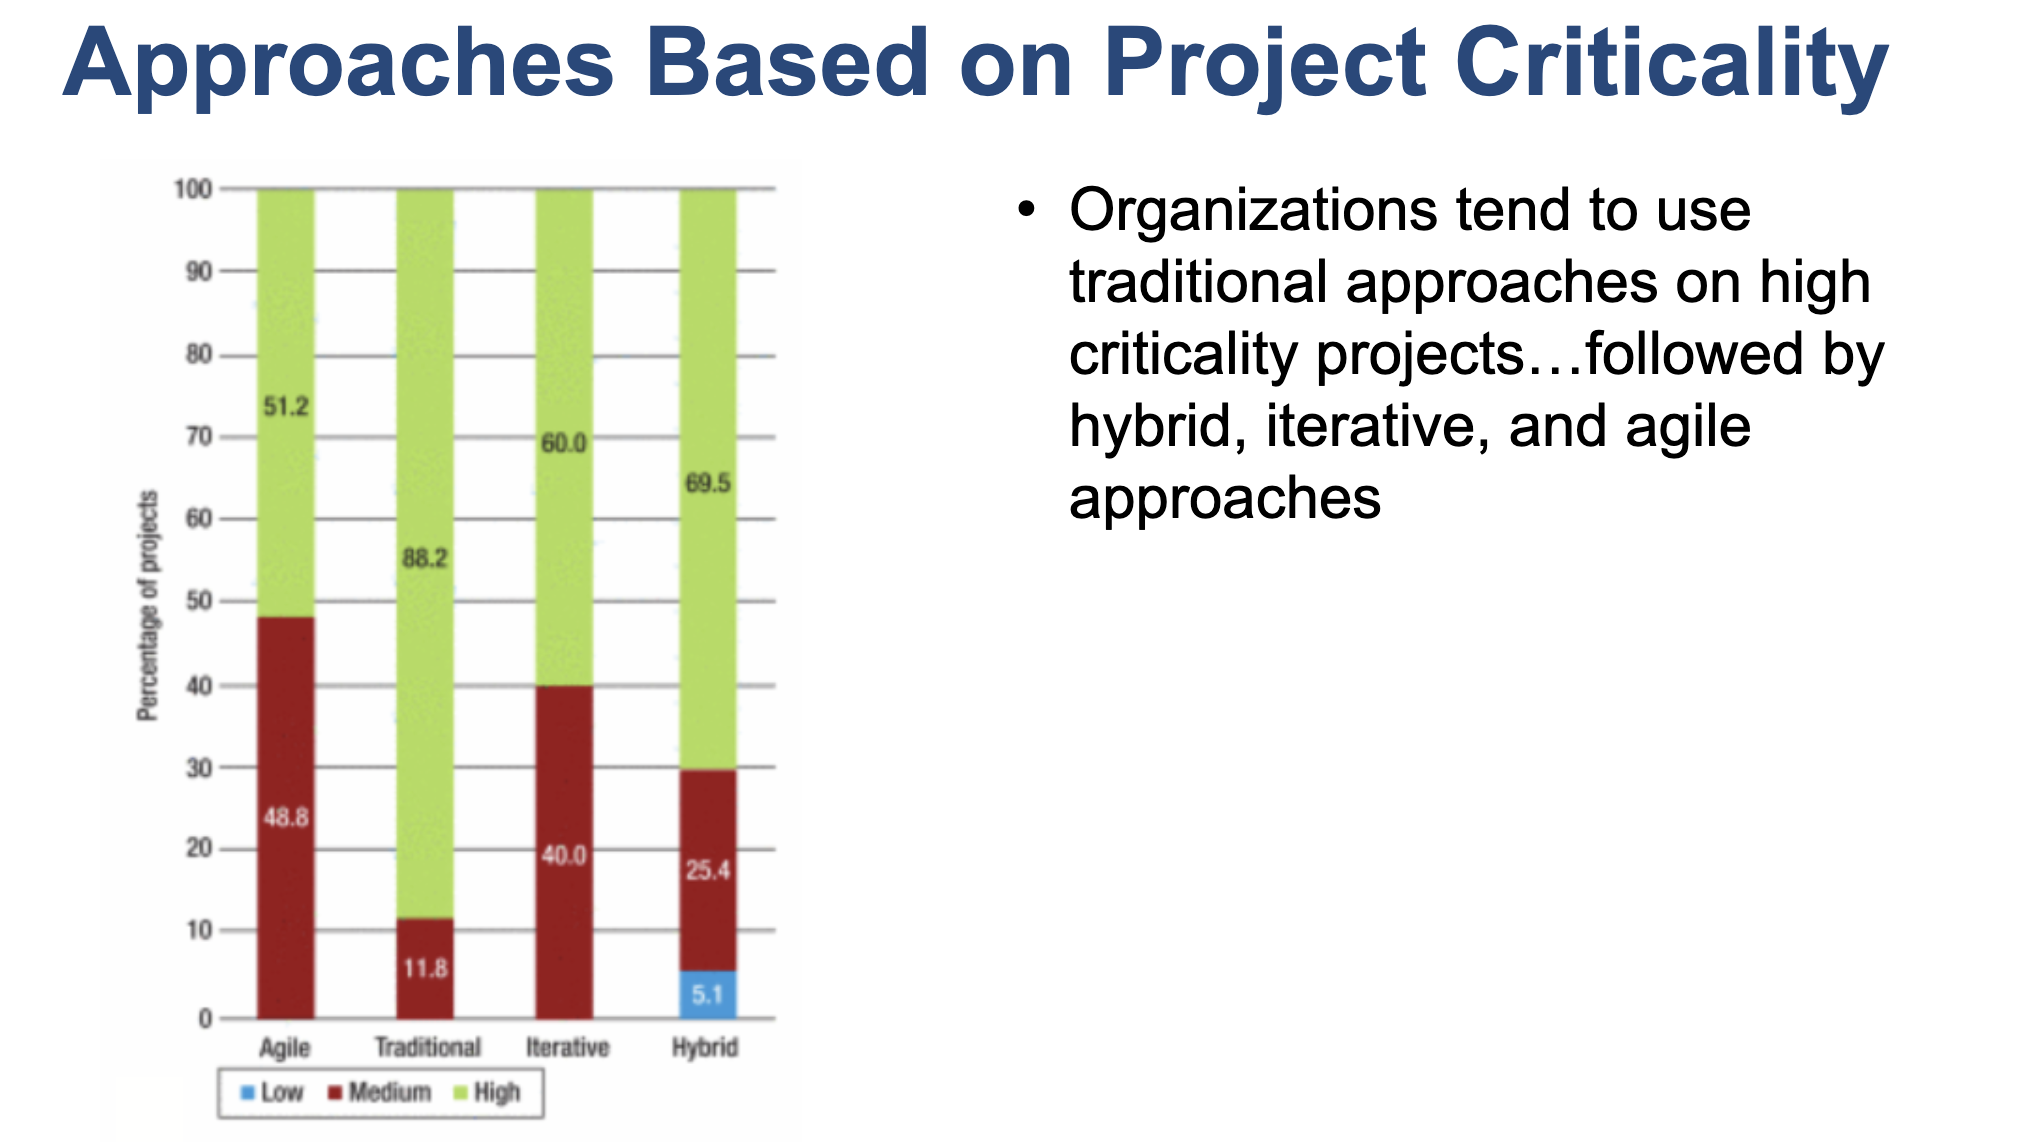 Approaches Based on Project Criticality
100
90
80
70
60
50
40
30
20
10
0
Percentage of projects
51.2
48.8
88.2
11.8
60.0
40.0
69.5
25.4
5.1
Agile Traditional Iterative Hybrid
Low Medium High
• Organizations tend to use
traditional approaches on high
criticality projects…followed by
hybrid, iterative, and agile
approaches